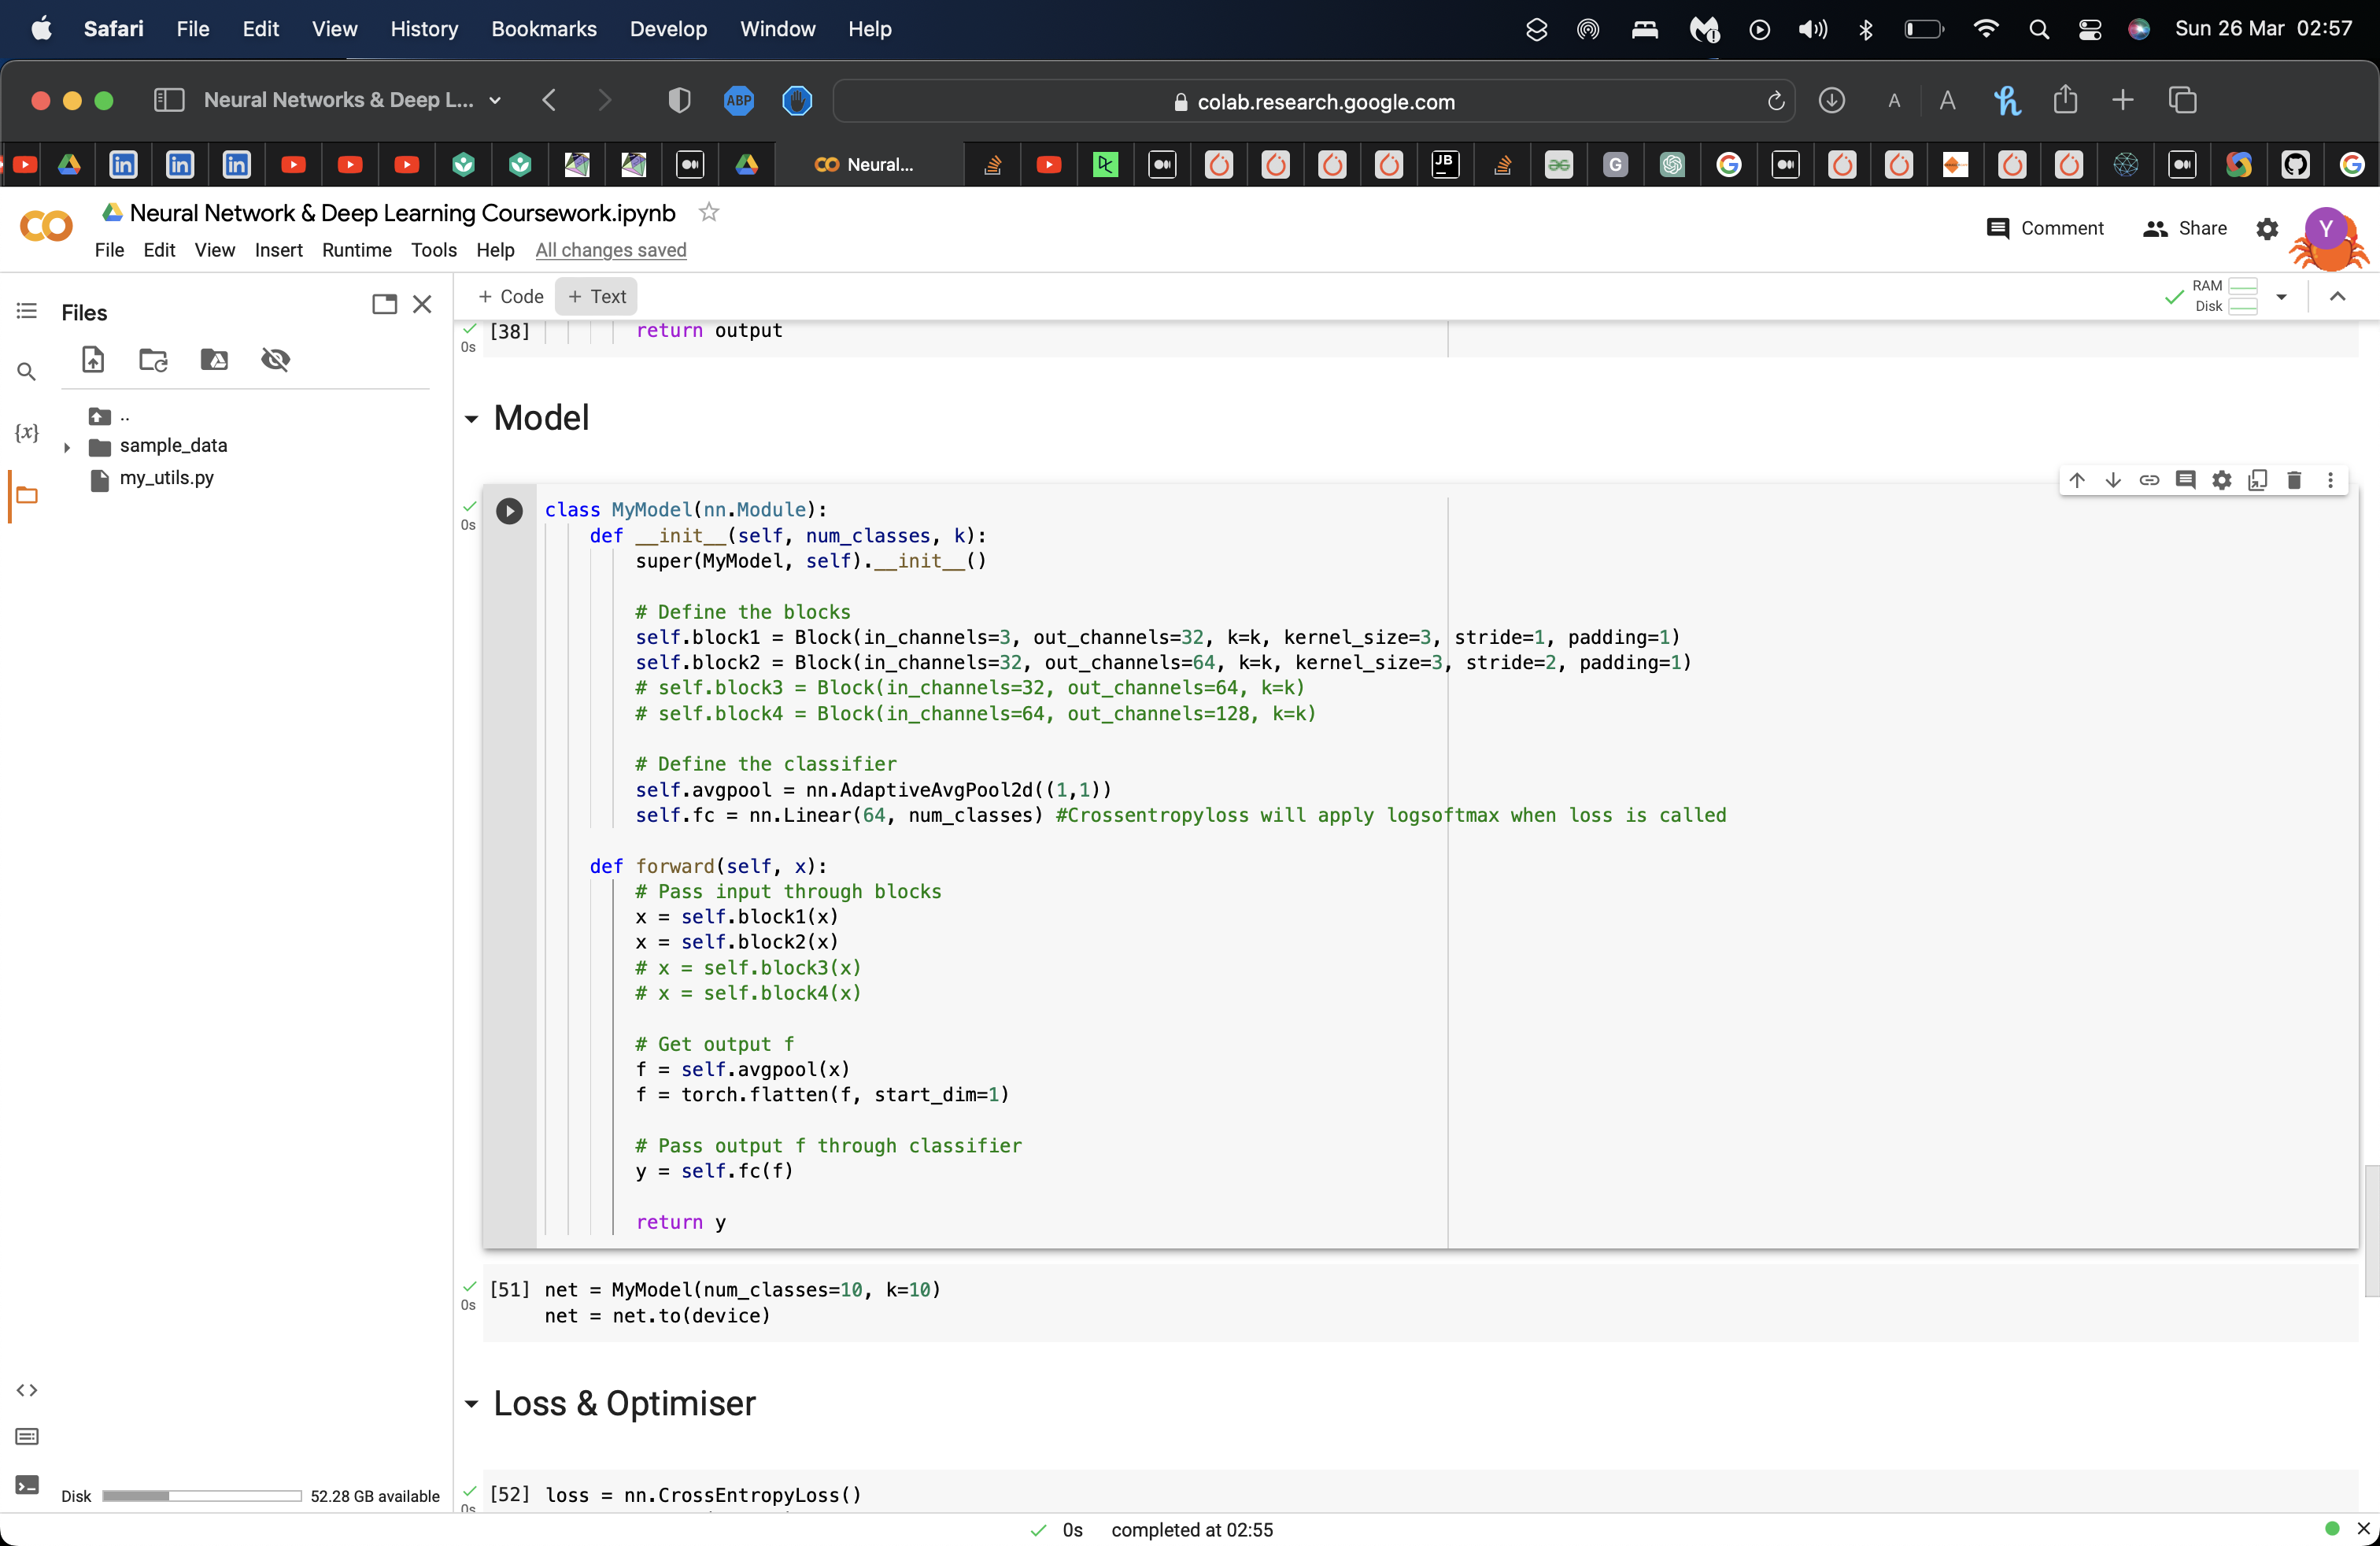 Safari File Edit View History Bookmarks Develop Window Help Sun 26 Mar 02:57
Neural Networks & Deep L... ABP colab.research.google.com A A
Neural... JB G
Neural Network & Deep Learning Coursework.ipynb
File Edit View Insert Runtime Tools Help All changes saved
Comment Share Y
Files
+ Code + Text
RAM
Disk
..
sample_data
my_utils.py
{x}
[38] return output
0s
Model
0s
class MyModel(nn.Module):
def __init__(self, num_classes, k):
super(MyModel, self).__init__()
# Define the blocks
self.block1 = Block(in_channels=3, out_channels=32, k=k, kernel_size=3, stride=1, padding=1)
self.block2 = Block(in_channels=32, out_channels=64, k=k, kernel_size=3, stride=2, padding=1)
# self.block3 = Block(in_channels=32, out_channels=64, k=k)
# self.block4 = Block(in_channels=64, out_channels=128, k=k)
# Define the classifier
self.avgpool = nn.AdaptiveAvgPool2d((1,1))
self.fc = nn.Linear(64, num_classes) #Crossentropyloss will apply logsoftmax when loss is called
def forward(self, x):
# Pass input through blocks
x = self.block1(x)
x = self.block2(x)
# x = self.block3(x)
# x = self.block4(x)
# Get output f
f = self.avgpool(x)
f = torch.flatten(f, start_dim=1)
# Pass output f through classifier
y = self.fc(f)
return y
[51] net = MyModel(num_classes=10, k=10)
0s
net = net.to(device)
Loss & Optimiser
[52] loss = nn.CrossEntropyLoss()
0s
Disk 52.28 GB available
0s completed at 02:55